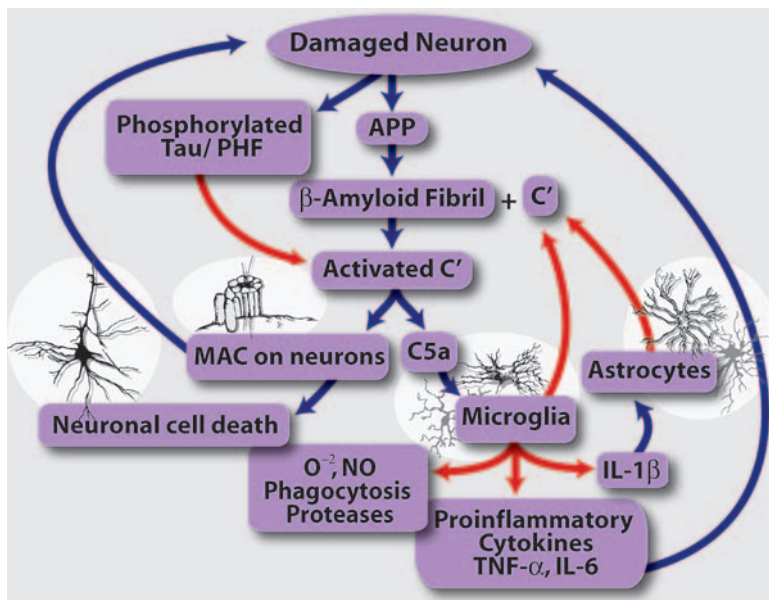 Damaged Neuron
Phosphorylated
Tau/ PHF
APP
β-Amyloid Fibril + C’
Activated C’
MAC on neurons
C5a
Astrocytes
Neuronal cell death
Microglia
O⁻², NO
Phagocytosis
Proteases
IL-1β
Proinflammatory
Cytokines
TNF-α, IL-6